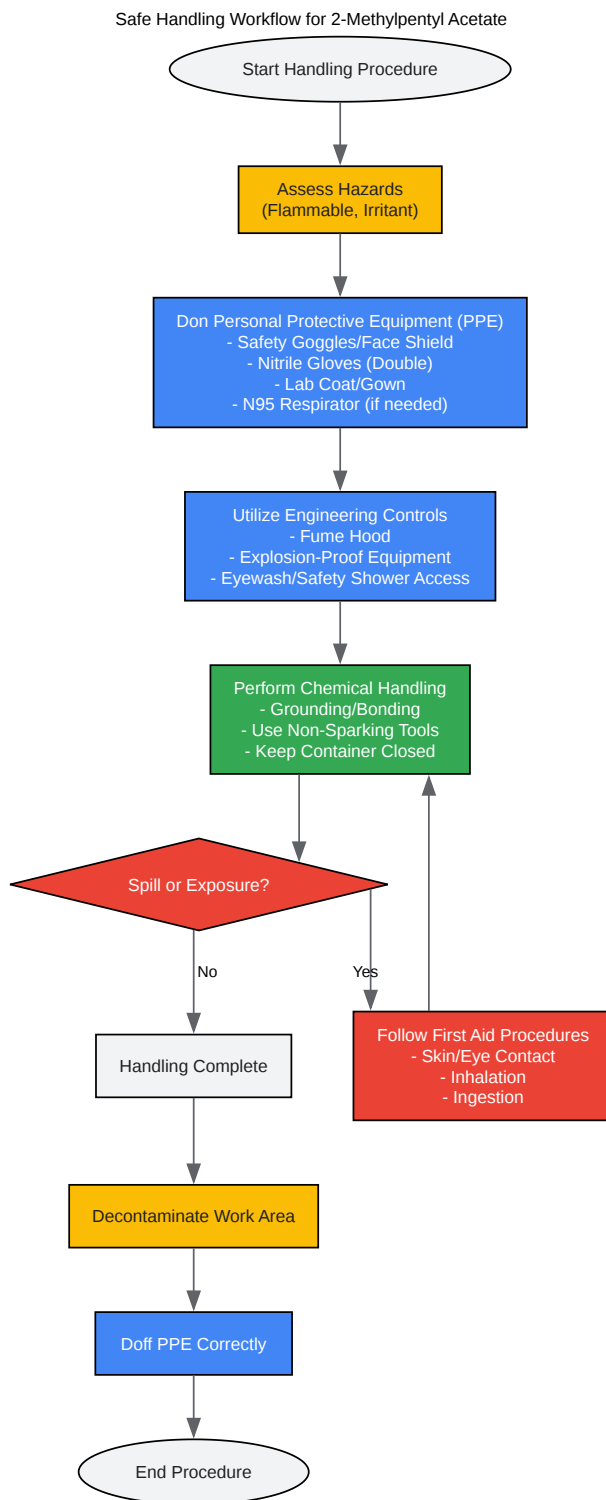 Safe Handling Workflow for 2-Methylpentyl Acetate
Start Handling Procedure
Assess Hazards
(Flammable, Irritant)
Don Personal Protective Equipment (PPE)
- Safety Goggles/Face Shield
- Nitrile Gloves (Double)
- Lab Coat/Gown
- N95 Respirator (if needed)
Utilize Engineering Controls
- Fume Hood
- Explosion-Proof Equipment
- Eyewash/Safety Shower Access
Perform Chemical Handling
- Grounding/Bonding
- Use Non-Sparking Tools
- Keep Container Closed
Spill or Exposure?
No
Yes
Follow First Aid Procedures
- Skin/Eye Contact
- Inhalation
- Ingestion
Handling Complete
Decontaminate Work Area
Doff PPE Correctly
End Procedure